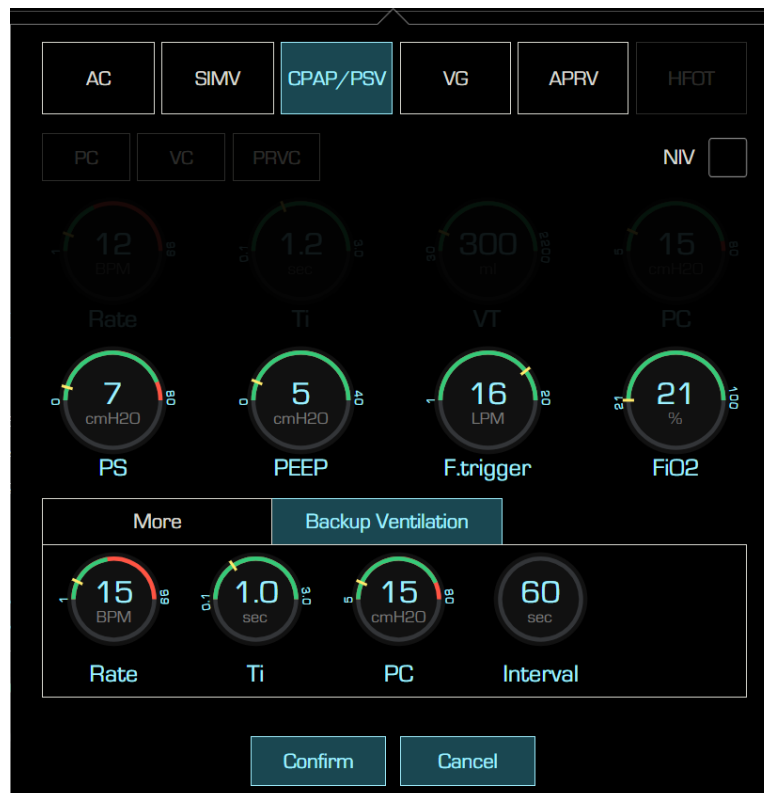 AC SIMV CPAP/PSV VG APRV HFOT
PC VC PRVC NIV
12 1.2 300 15
1 BPM 99 0.1 sec 3.0 30 ml 2200 5 cmH2O 60
Rate Ti VT PC
7 5 16 21
0 cmH2O 80 0 cmH2O 40 1 LPM 20 21 % 100
PS PEEP F.trigger FiO2
More Backup Ventilation
15 1.0 15 60
1 BPM 99 0.1 sec 3.0 5 cmH2O 80 sec
Rate Ti PC Interval
Confirm Cancel